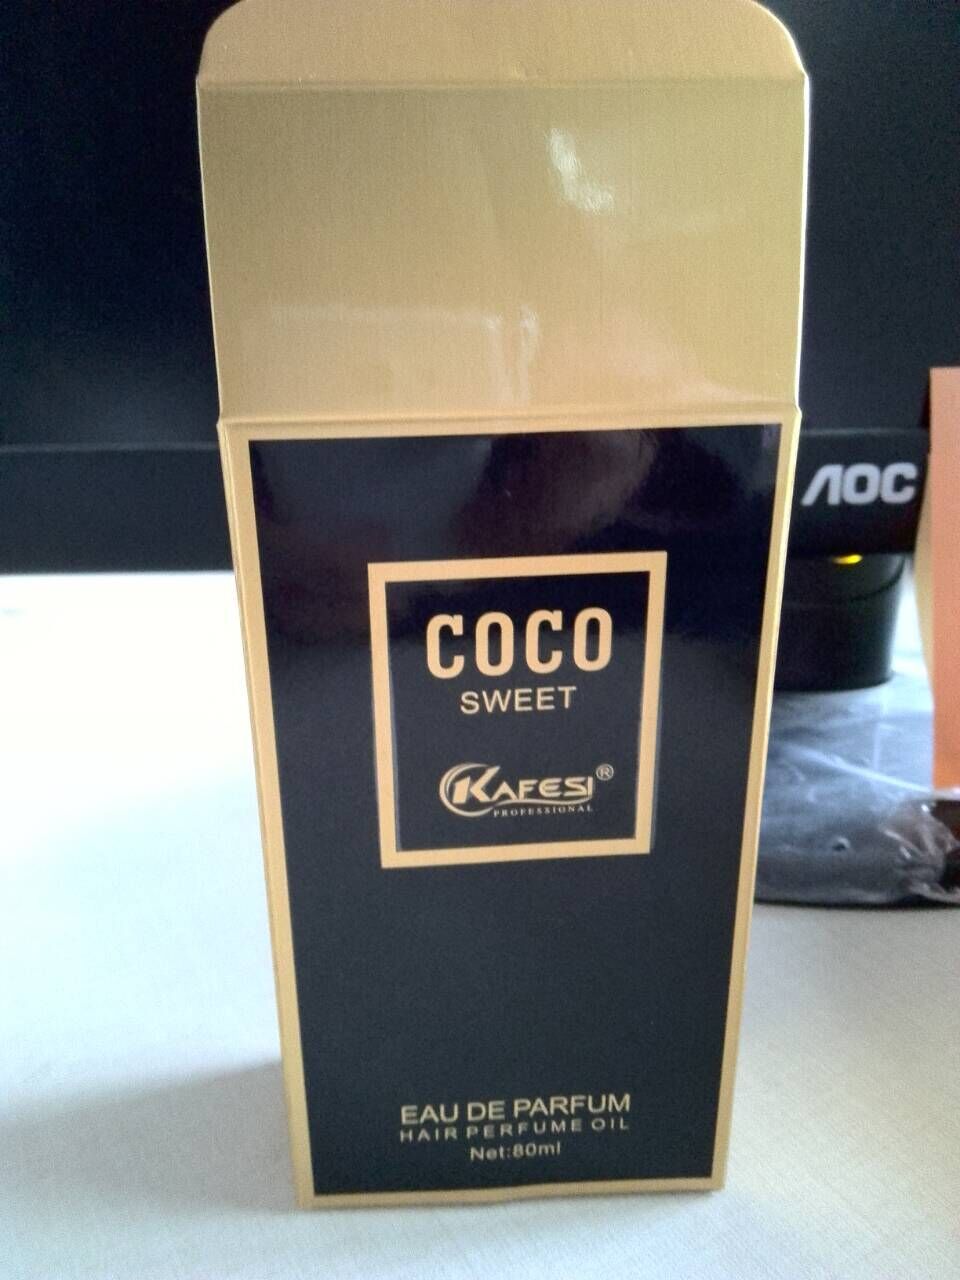 AOC
COCO
SWEET
KAFESI®
PROFESSIONAL
EAU DE PARFUM
HAIR PERFUME OIL
Net:80ml